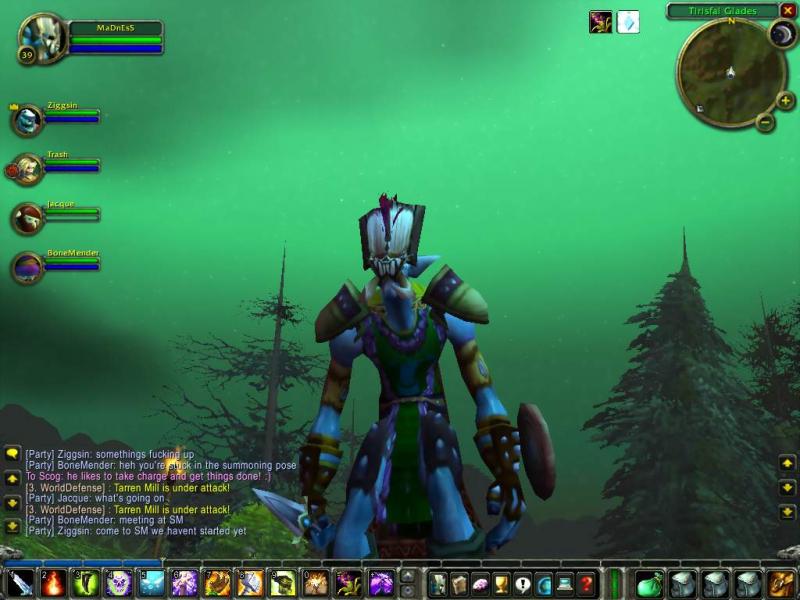 MaDnEsS
Tirisfal Glades
N
39
Ziggsin
Trash
Jacque
BoneMender
[Party] Ziggsin: somethings fucking up
[Party] BoneMender: heh you're stuck in the summoning pose
To Scog: he likes to take charge and get things done! :)
[3. WorldDefense] : Tarren Mill is under attack!
[Party] Jacque: what's going on
[3. WorldDefense] : Tarren Mill is under attack!
[Party] BoneMender: meeting at SM
[Party] Ziggsin: come to SM we havent started yet